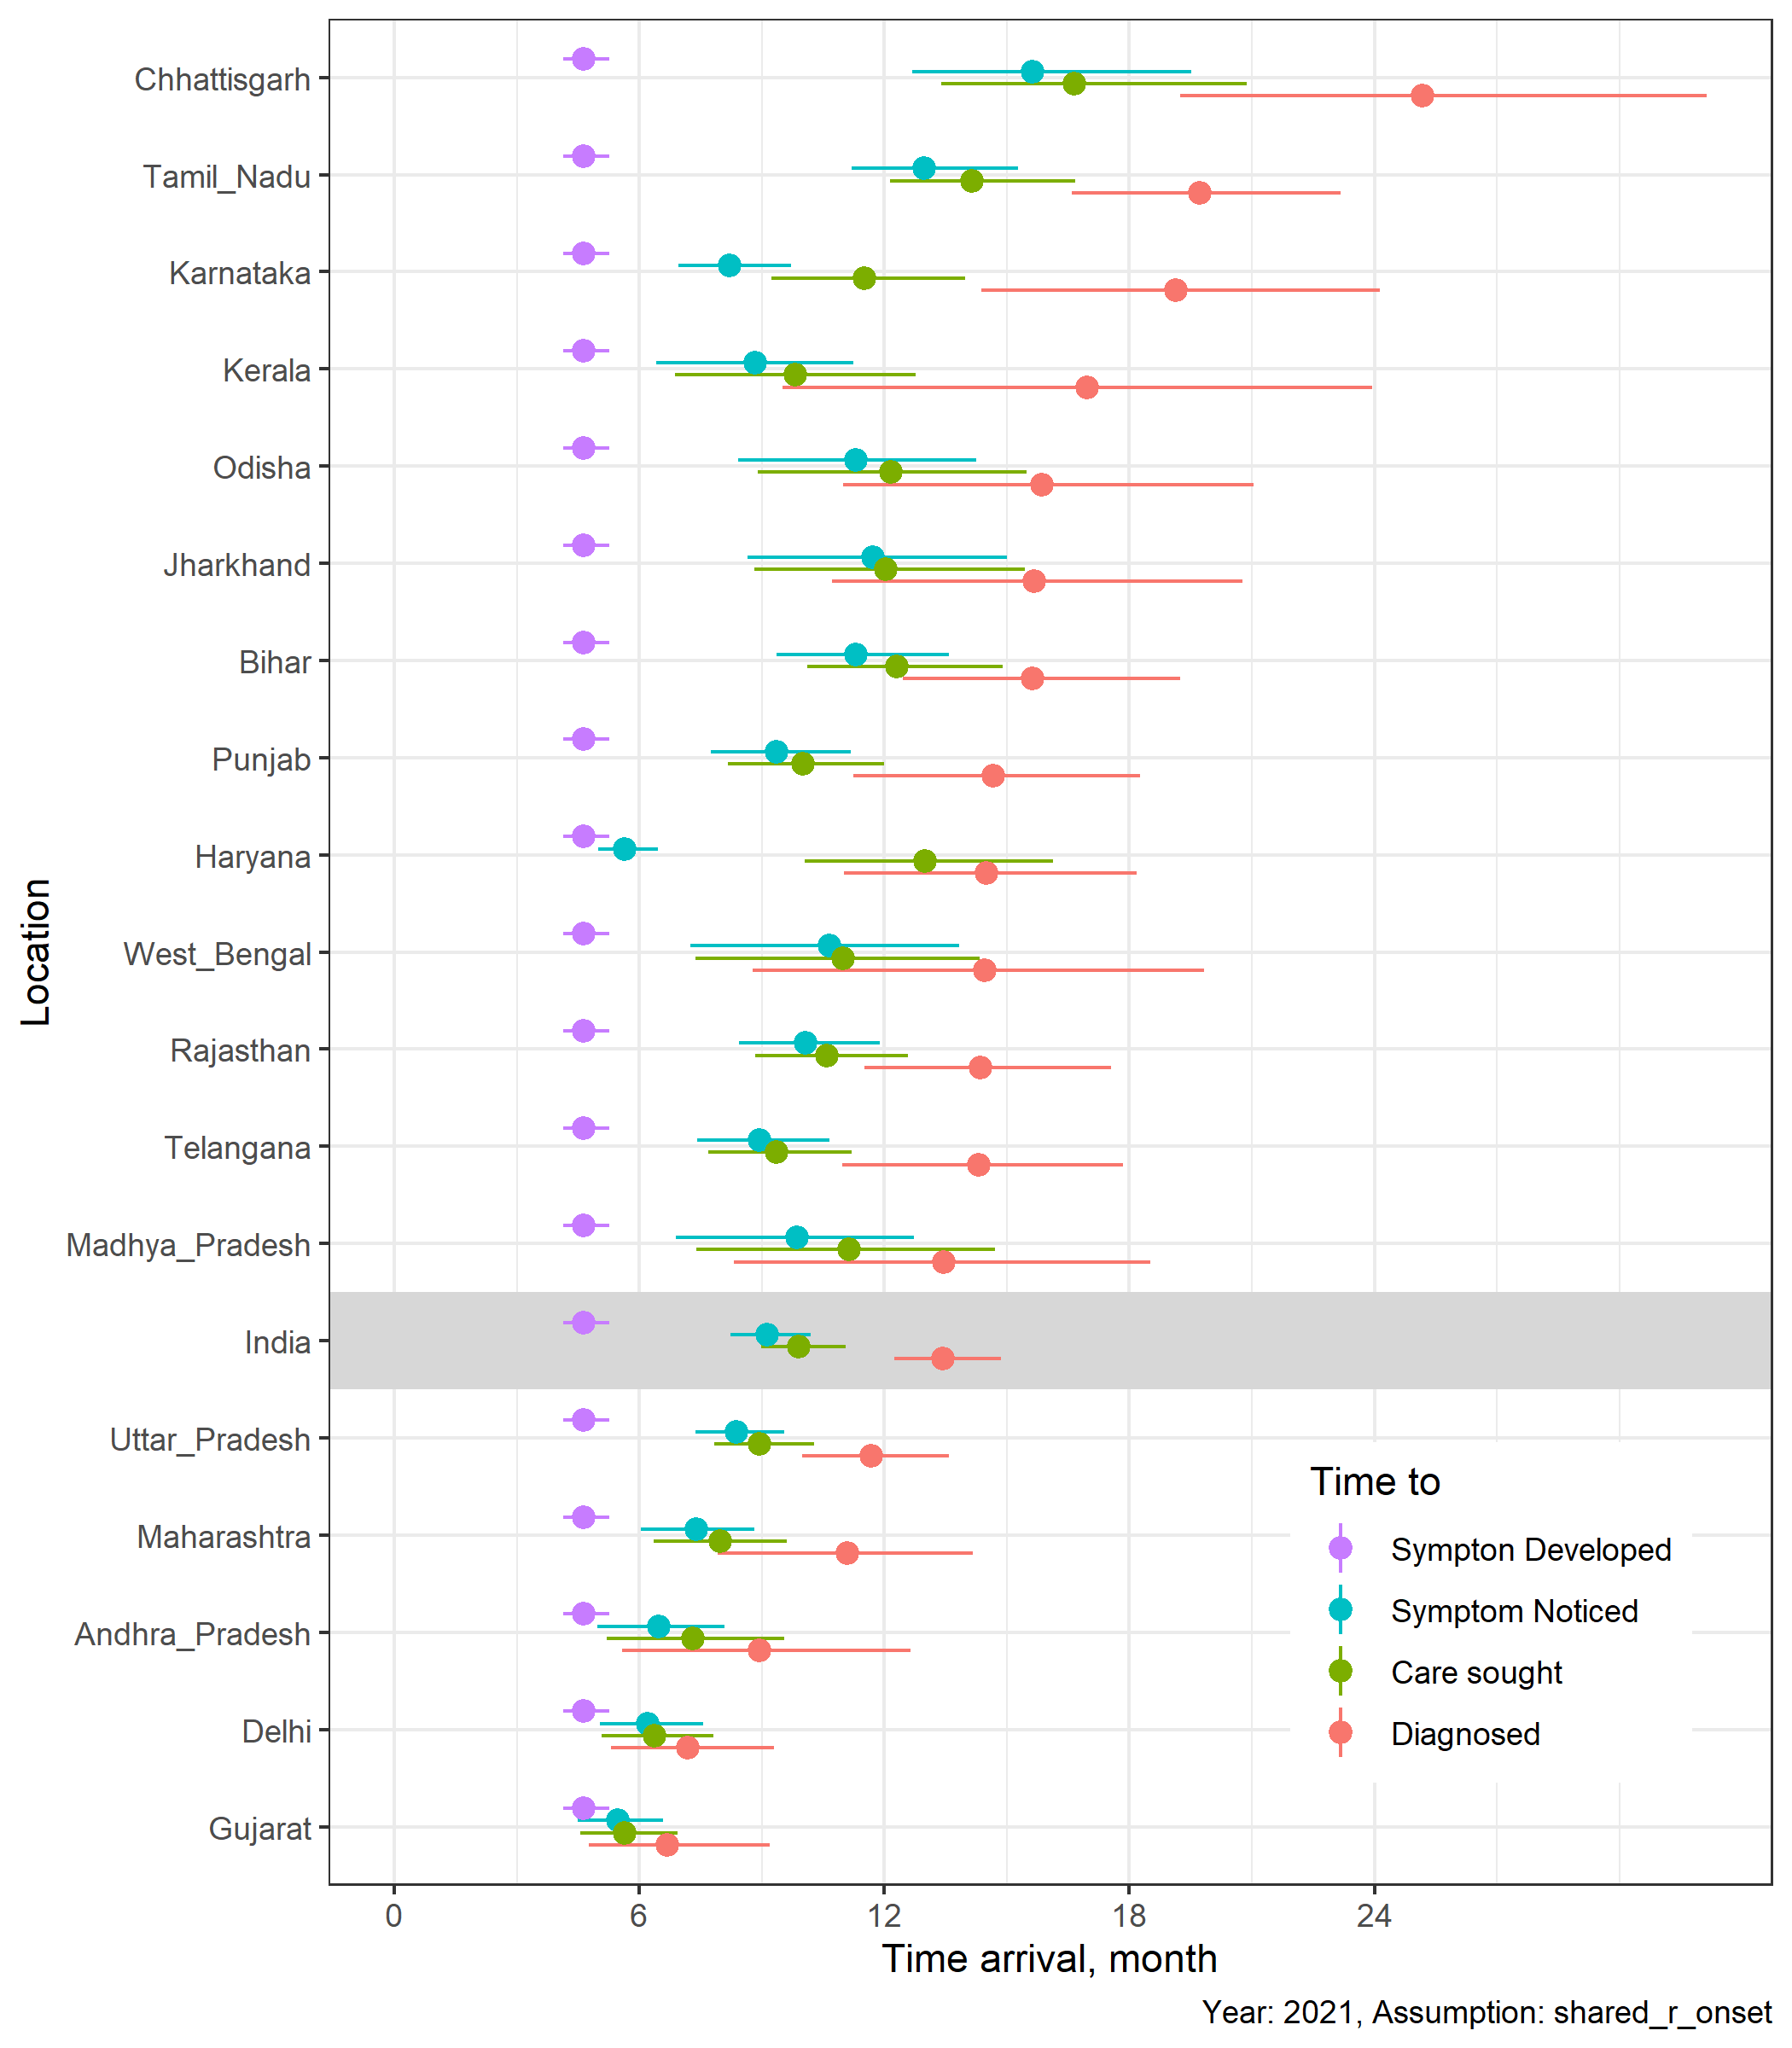 Chhattisgarh
Tamil_Nadu
Karnataka
Kerala
Odisha
Jharkhand
Bihar
Punjab
Haryana
West_Bengal
Rajasthan
Telangana
Madhya_Pradesh
India
Uttar_Pradesh
Maharashtra
Andhra_Pradesh
Delhi
Gujarat
Location
Time to
Sympton Developed
Symptom Noticed
Care sought
Diagnosed
0 6 12 18 24
Time arrival, month
Year: 2021, Assumption: shared_r_onset